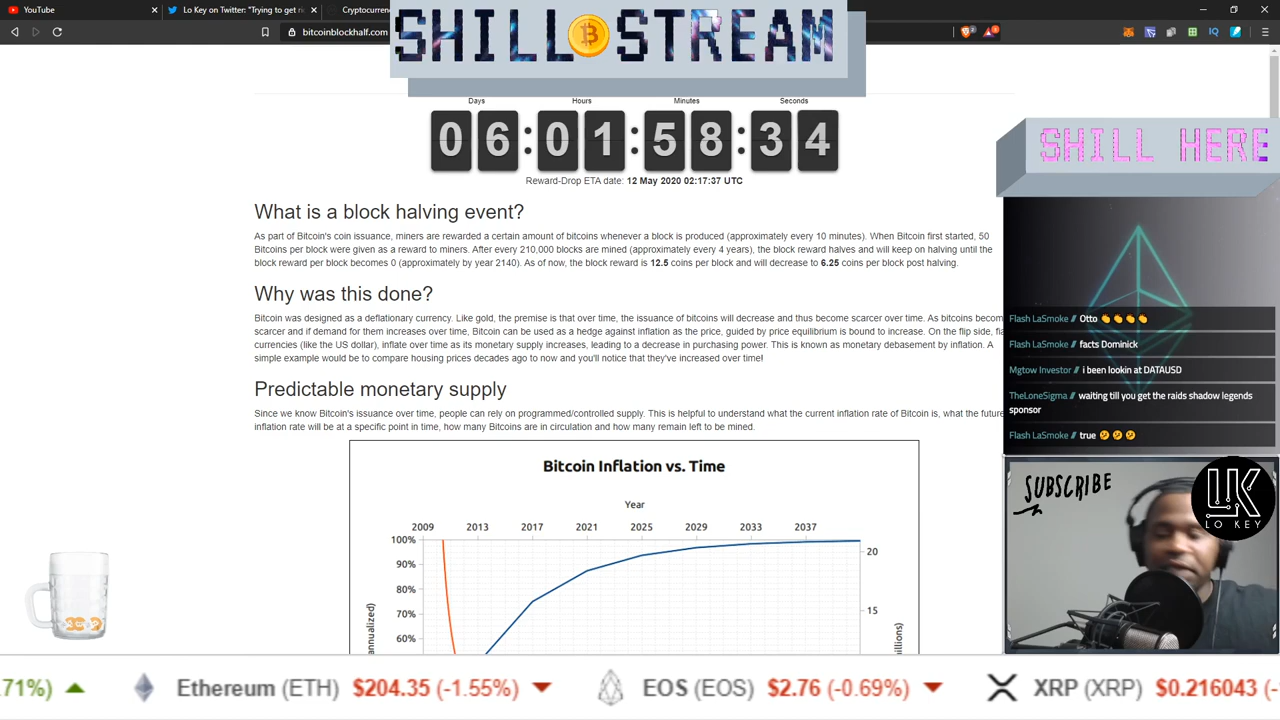 YouTube
Lo Key on Twitter: "Trying to get ri
Cryptocurren
bitcoinblockhalf.com
SHILL STREAM
Days Hours Minutes Seconds
06:01:58:34
Reward-Drop ETA date: 12 May 2020 02:17:37 UTC
What is a block halving event?
As part of Bitcoin's coin issuance, miners are rewarded a certain amount of bitcoins whenever a block is produced (approximately every 10 minutes). When Bitcoin first started, 50
Bitcoins per block were given as a reward to miners. After every 210,000 blocks are mined (approximately every 4 years), the block reward halves and will keep on halving until the
block reward per block becomes 0 (approximately by year 2140). As of now, the block reward is 12.5 coins per block and will decrease to 6.25 coins per block post halving.
Why was this done?
Bitcoin was designed as a deflationary currency. Like gold, the premise is that over time, the issuance of bitcoins will decrease and thus become scarcer over time. As bitcoins becom
scarcer and if demand for them increases over time, Bitcoin can be used as a hedge against inflation as the price, guided by price equilibrium is bound to increase. On the flip side, fia
currencies (like the US dollar), inflate over time as its monetary supply increases, leading to a decrease in purchasing power. This is known as monetary debasement by inflation. A
simple example would be to compare housing prices decades ago to now and you'll notice that they've increased over time!
Predictable monetary supply
Since we know Bitcoin's issuance over time, people can rely on programmed/controlled supply. This is helpful to understand what the current inflation rate of Bitcoin is, what the future
inflation rate will be at a specific point in time, how many Bitcoins are in circulation and how many remain left to be mined.
Bitcoin Inflation vs. Time
Year
2009 2013 2017 2021 2025 2029 2033 2037
100%
90%
80%
70%
60%
20
15
annualized)
illions)
SHILL HERE
Flash LaSmoke // Otto 👏 👏 👏 👏
Flash LaSmoke // facts Dominick
Mgtow Investor // i been lookin at DATAUSD
TheLoneSigma // waiting till you get the raids shadow legends
sponsor
Flash LaSmoke // true 🤣 🤣 🤣
SUBSCRIBE
LK
LO KEY
.71%) Ethereum (ETH) $204.35 (-1.55%) EOS (EOS) $2.76 (-0.69%) XRP (XRP) $0.216043 (-